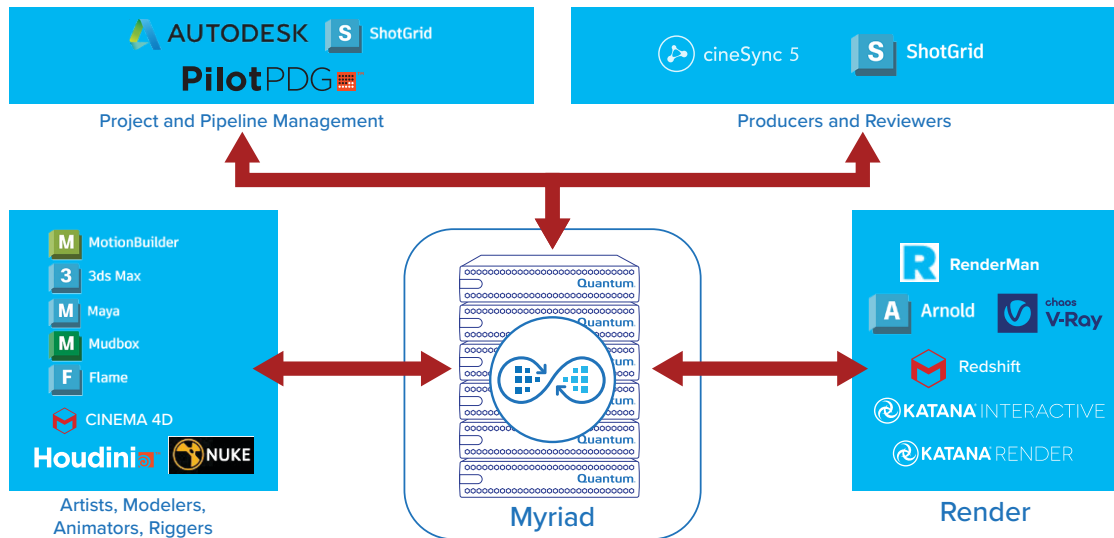 AUTODESK
S ShotGrid
PilotPDG
Project and Pipeline Management
cineSync 5
S ShotGrid
Producers and Reviewers
M MotionBuilder
3 3ds Max
M Maya
M Mudbox
F Flame
CINEMA 4D
Houdini
NUKE
Artists, Modelers,
Animators, Riggers
Quantum
Quantum
Quantum
Quantum
Quantum
Quantum
Myriad
R RenderMan
A Arnold
chaos
V-Ray
Redshift
KATANA INTERACTIVE
KATANA RENDER
Render